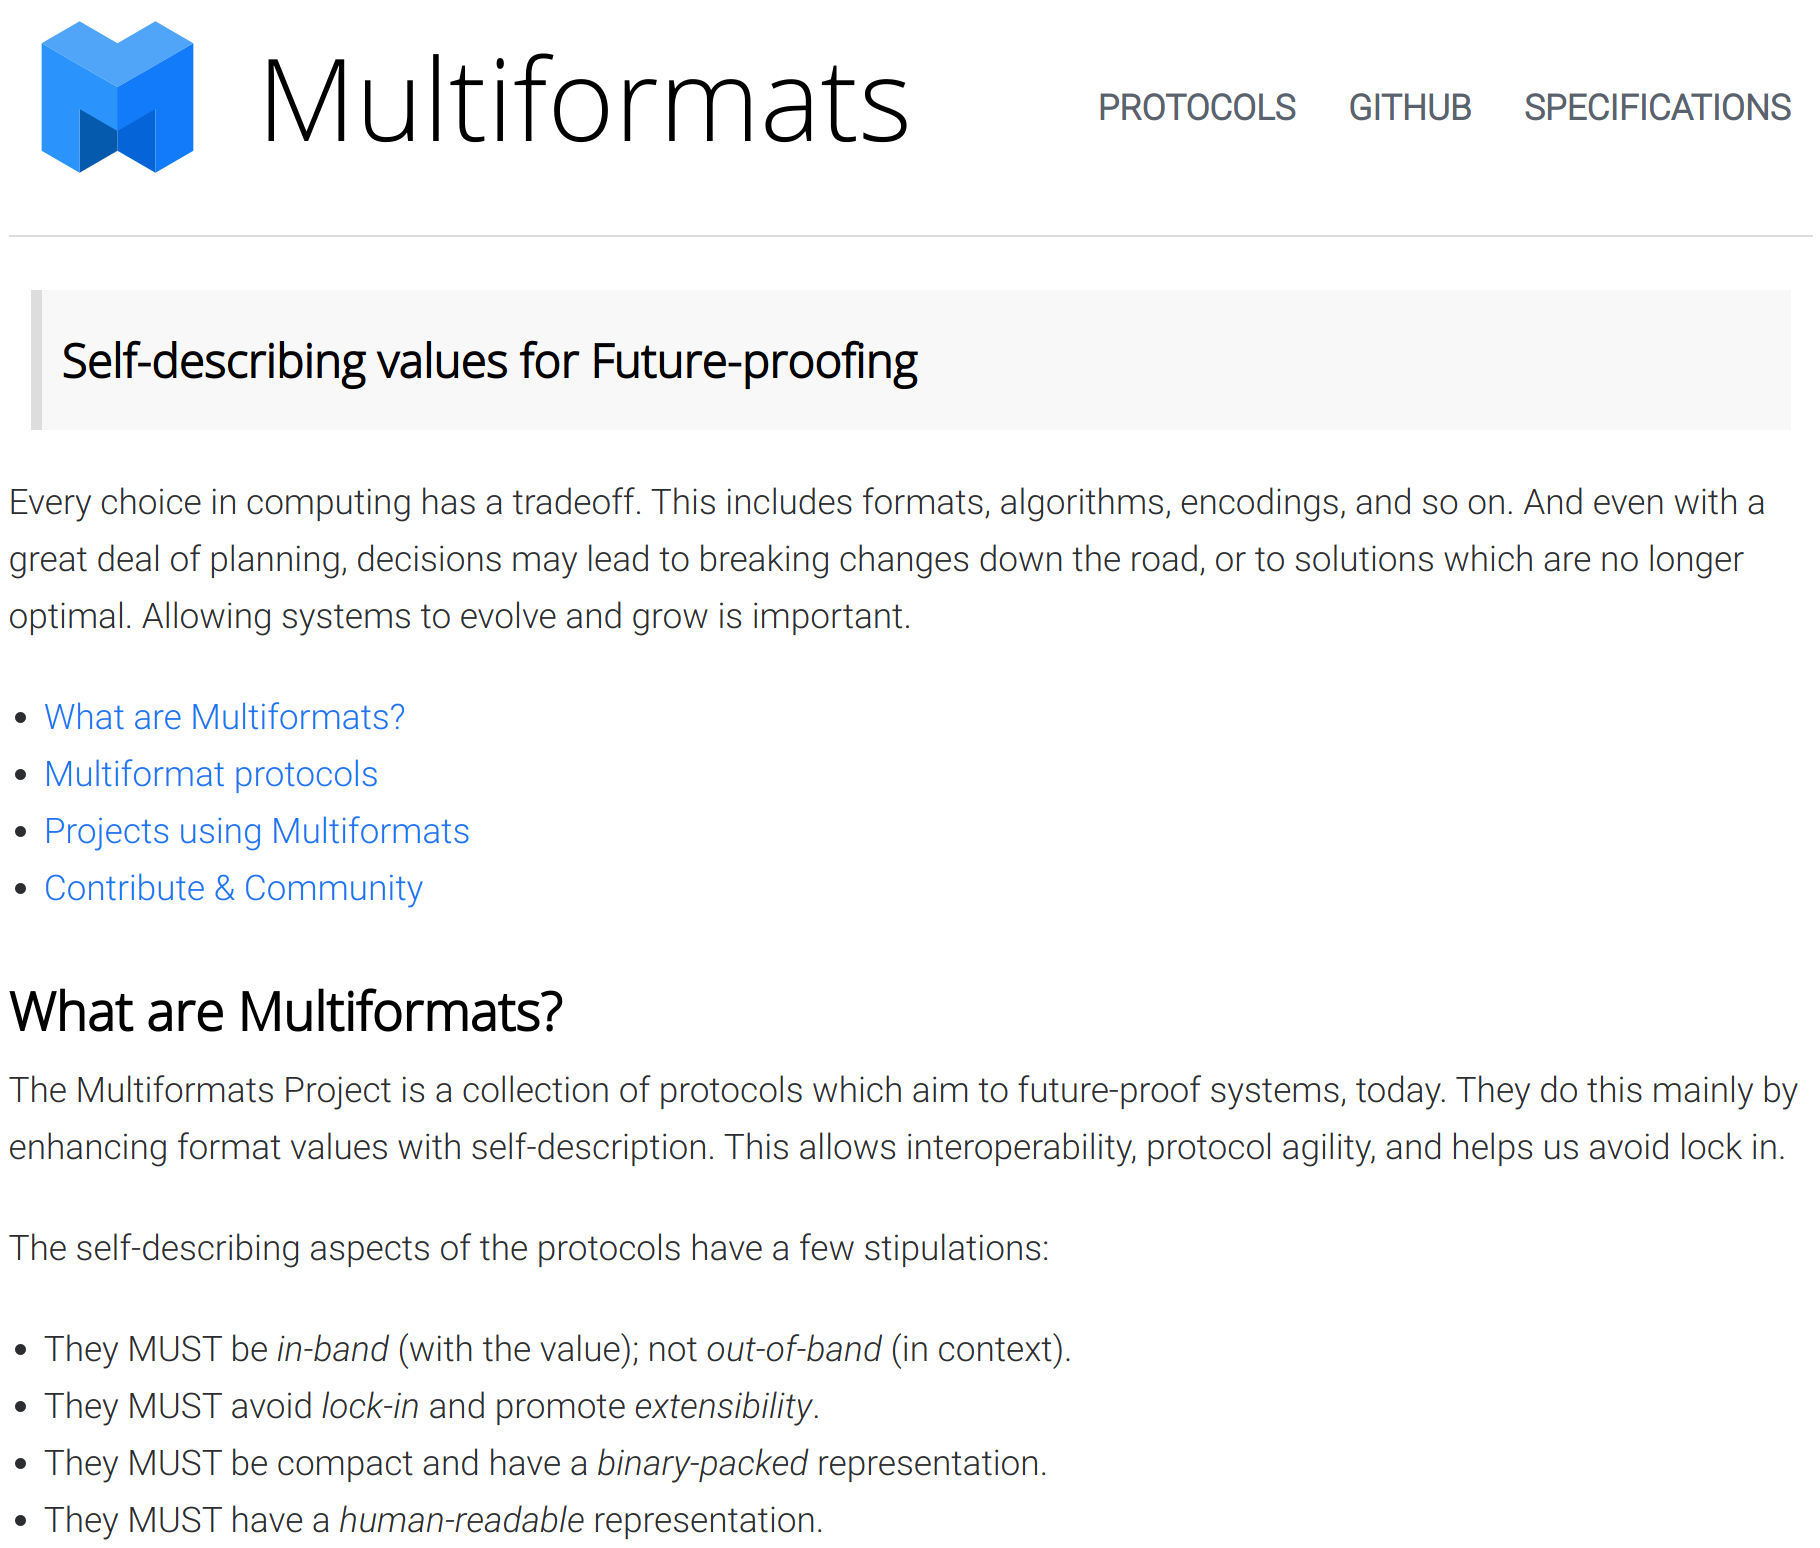 Multiformats
PROTOCOLS GITHUB SPECIFICATIONS
Self-describing values for Future-proofing
Every choice in computing has a tradeoff. This includes formats, algorithms, encodings, and so on. And even with a
great deal of planning, decisions may lead to breaking changes down the road, or to solutions which are no longer
optimal. Allowing systems to evolve and grow is important.
• What are Multiformats?
• Multiformat protocols
• Projects using Multiformats
• Contribute & Community
What are Multiformats?
The Multiformats Project is a collection of protocols which aim to future-proof systems, today. They do this mainly by
enhancing format values with self-description. This allows interoperability, protocol agility, and helps us avoid lock in.
The self-describing aspects of the protocols have a few stipulations:
• They MUST be in-band (with the value); not out-of-band (in context).
• They MUST avoid lock-in and promote extensibility.
• They MUST be compact and have a binary-packed representation.
• They MUST have a human-readable representation.